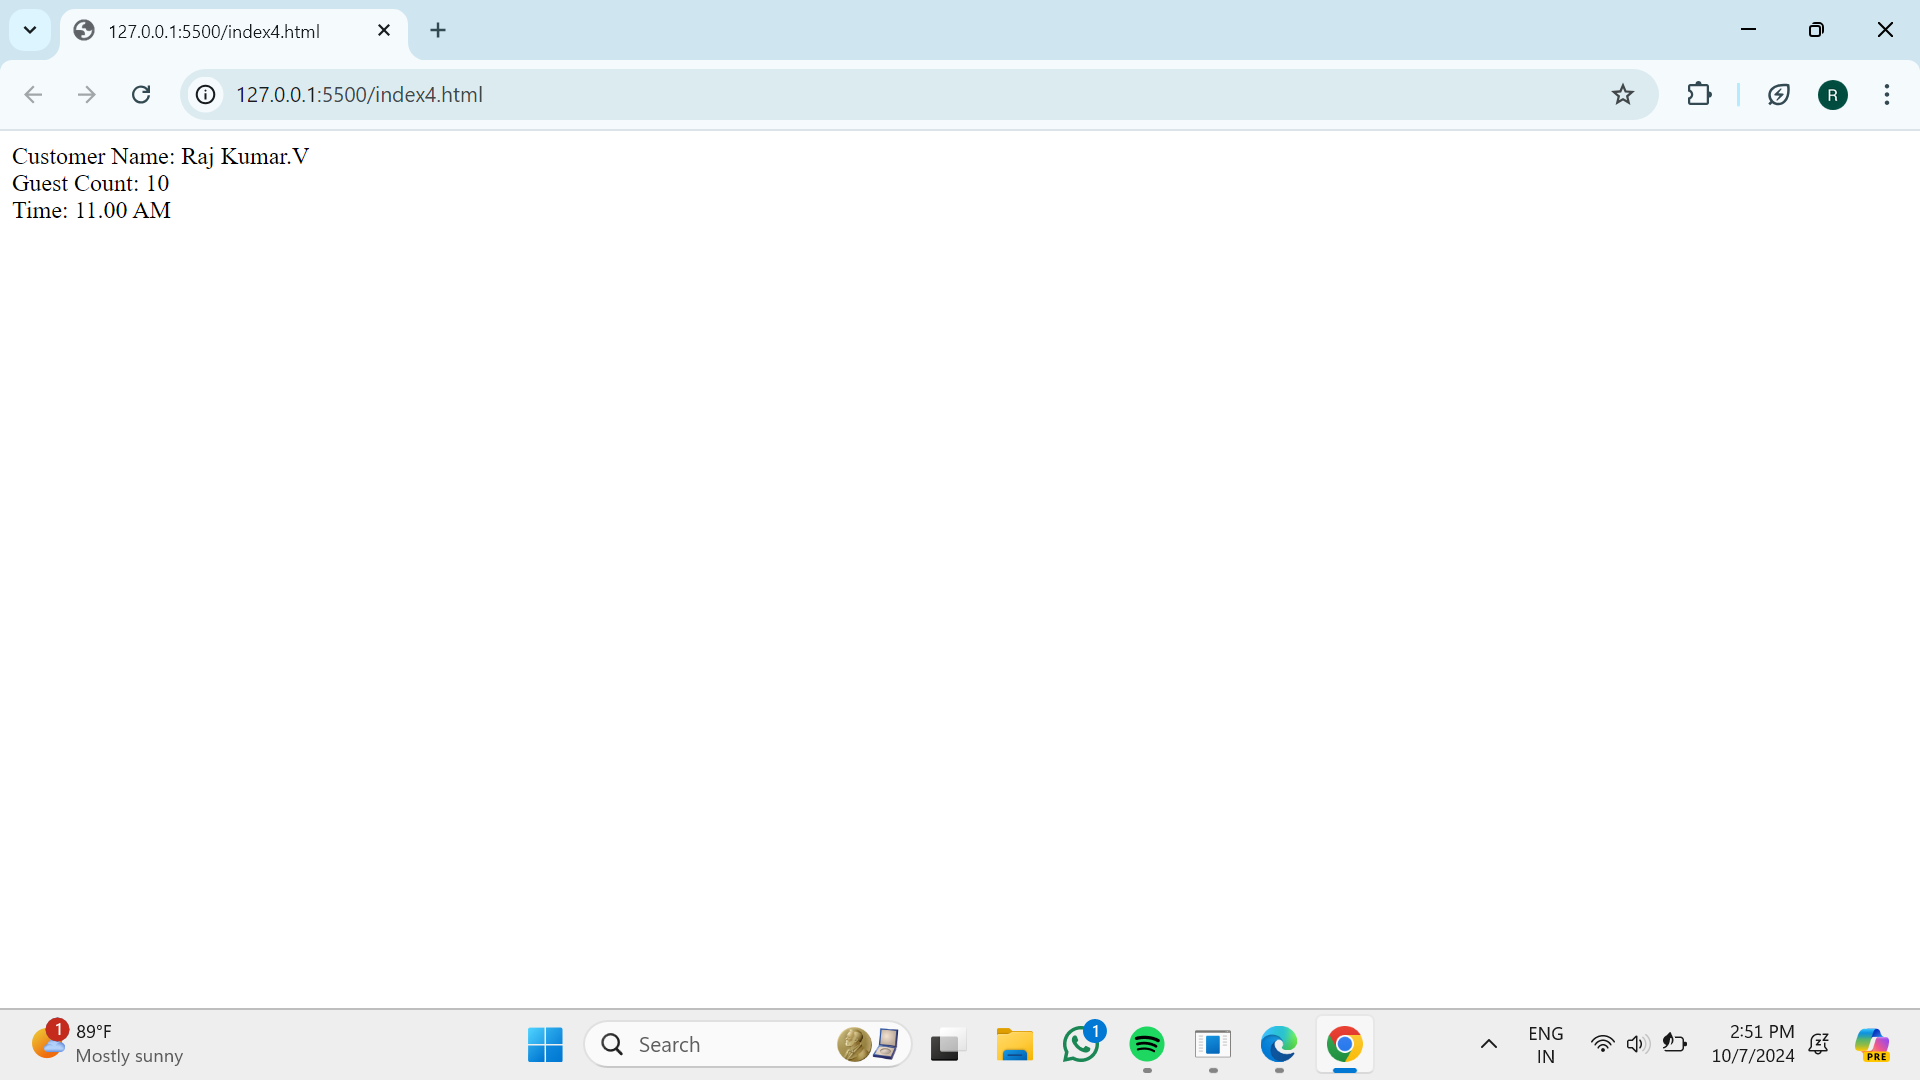 127.0.0.1:5500/index4.html
127.0.0.1:5500/index4.html
R
Customer Name: Raj Kumar.V
Guest Count: 10
Time: 11.00 AM
1
89°F
Mostly sunny
Search
1
ENG
IN
2:51 PM
10/7/2024
PRE